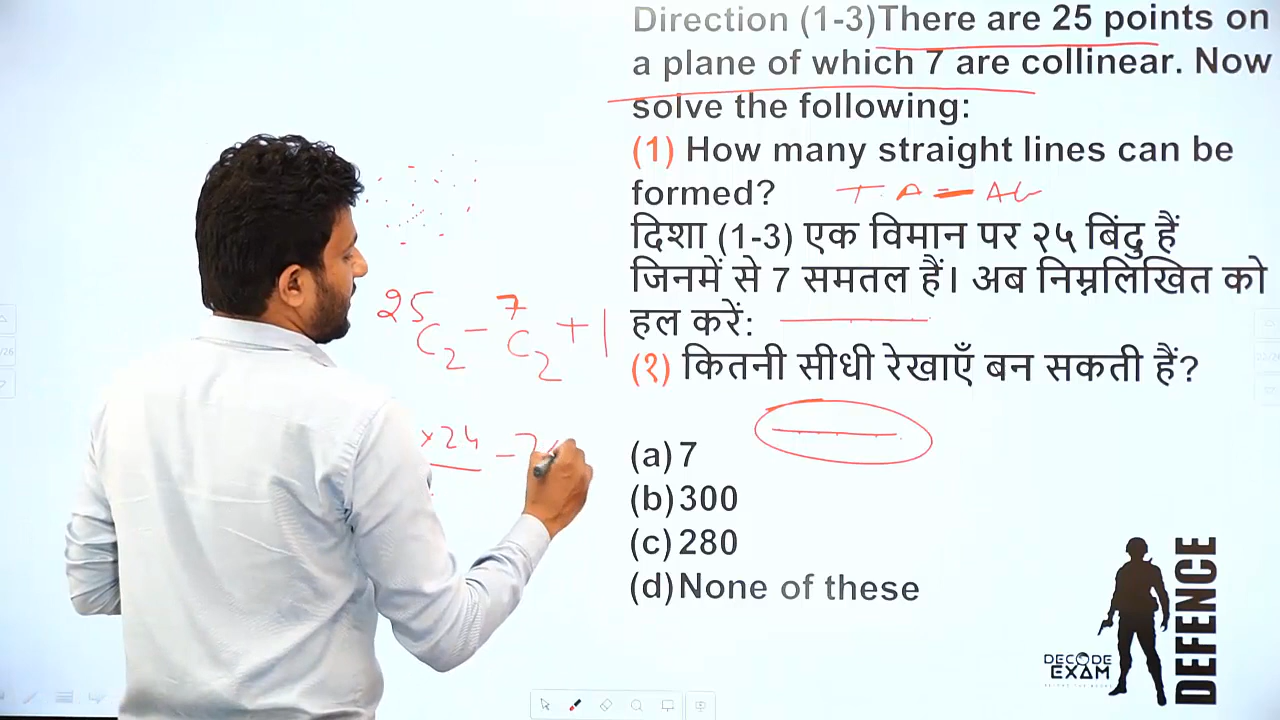 Direction (1-3)There are 25 points on
a plane of which 7 are collinear. Now
solve the following:
(1) How many straight lines can be
formed?
T. A = AG
दिशा (1-3) एक विमान पर २५ बिंदु हैं
जिनमें से 7 समतल हैं। अब निम्नलिखित को
हल करें:
(१) कितनी सीधी रेखाएँ बन सकती हैं?
(a) 7
(b) 300
(c) 280
(d) None of these
25C2 - 7C2 + 1
×24 - 7
DECODE
EXAM
DEFENCE